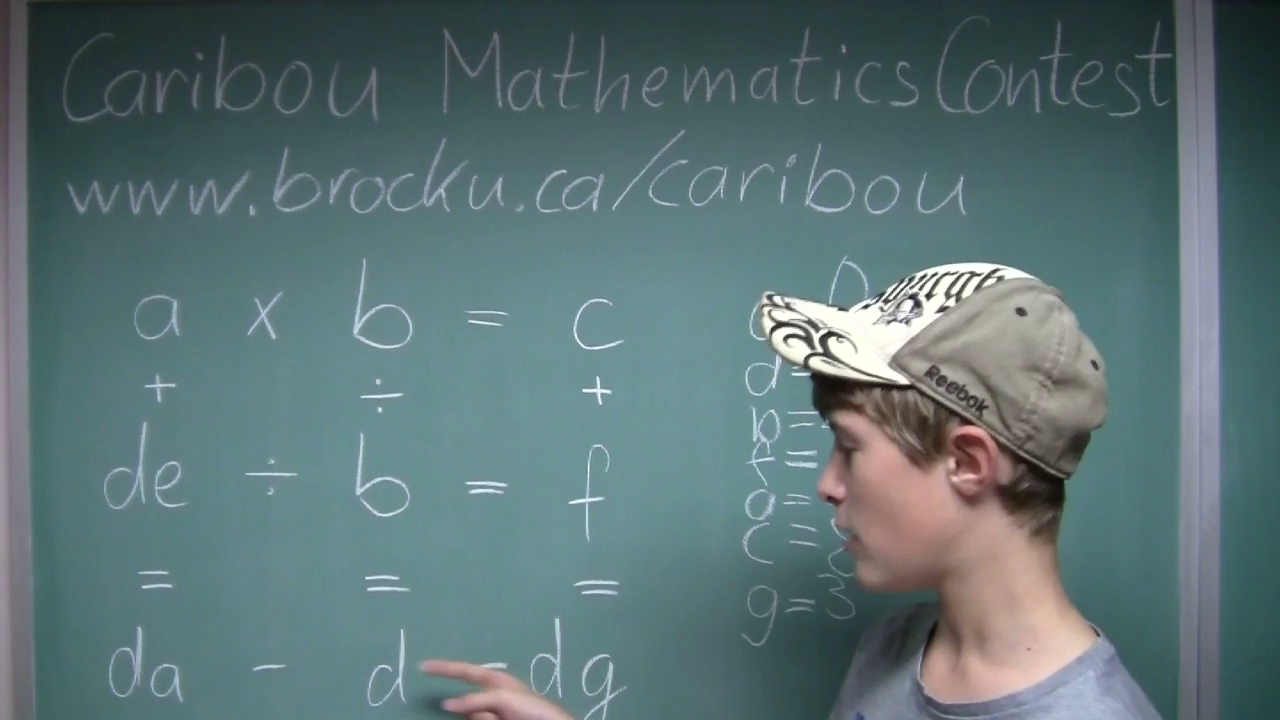 Caribou Mathematics Contest
www.brocku.ca/caribou
a x b = c
+ ÷ +
de ÷ b = f
= = =
da - d = dg
d=
b=
f=
a=
c=
g=3
Reebok